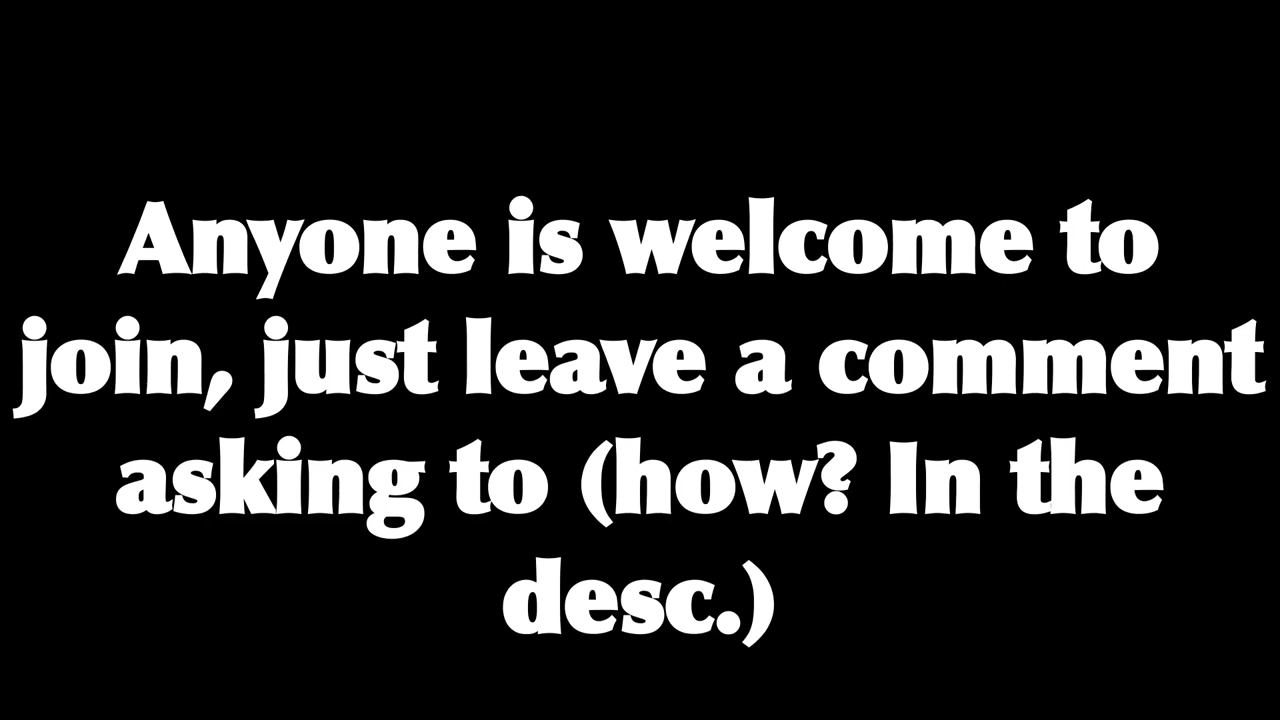 Anyone is welcome to
join, just leave a comment
asking to (how? In the
desc.)